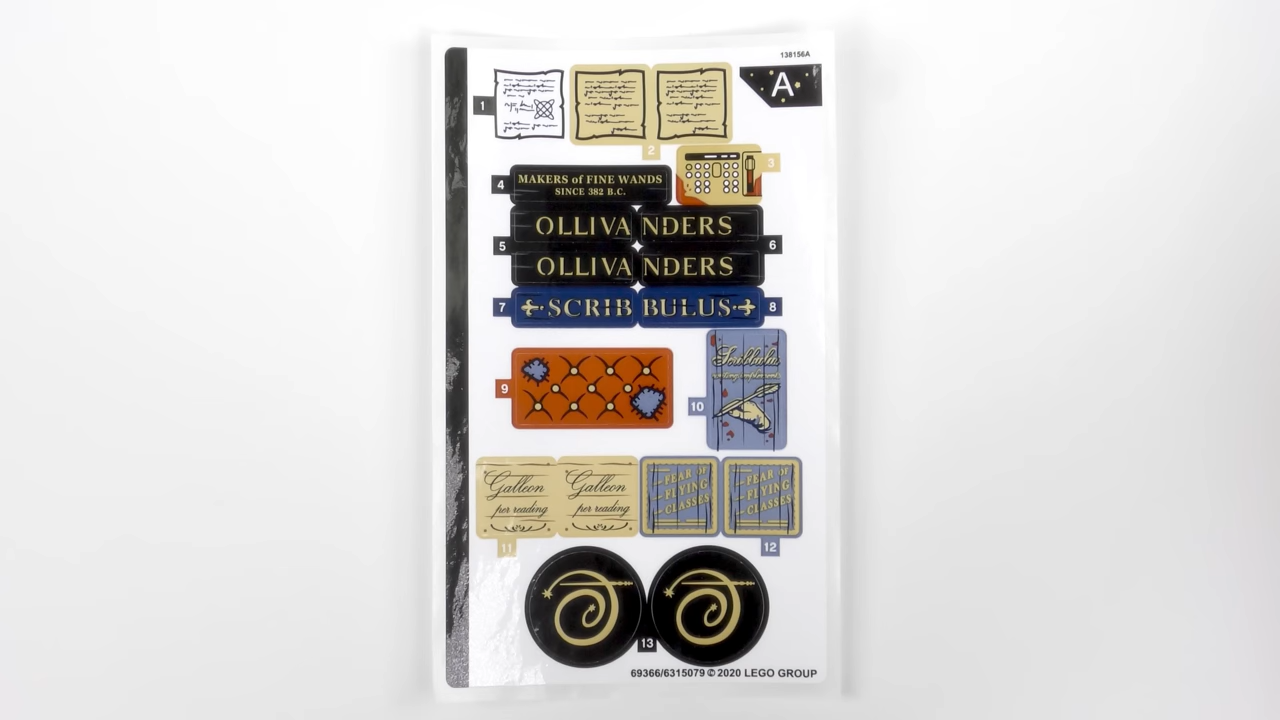 138156A
A
1
2
3
4
MAKERS of FINE WANDS
SINCE 382 B.C.
5
OLLIVA NDERS
6
OLLIVA NDERS
7
SCRIB BULUS
8
9
10
Scribbulus
Galleon
per reading
Galleon
per reading
FEAR OF
FLYING
CLASSES
FEAR OF
FLYING
CLASSES
11
12
13
69366/6315079 © 2020 LEGO GROUP